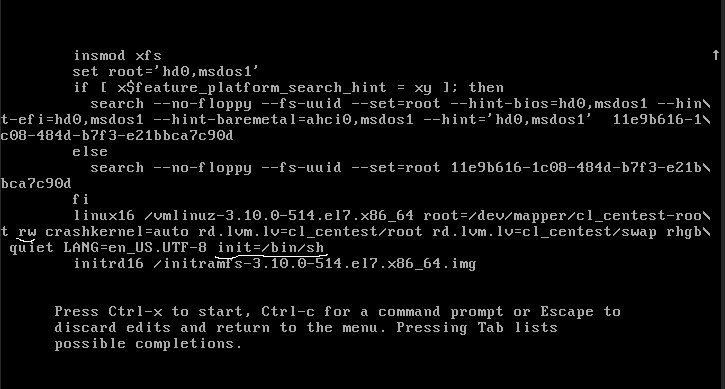 insmod xfs
set root='hd0,msdos1'
if [ x$feature_platform_search_hint = xy ]; then
search --no-floppy --fs-uuid --set=root --hint-bios=hd0,msdos1 --hin\
t-efi=hd0,msdos1 --hint-baremetal=ahci0,msdos1 --hint='hd0,msdos1'  11e9b616-1\
c08-484d-b7f3-e21bbca7c90d
else
search --no-floppy --fs-uuid --set=root 11e9b616-1c08-484d-b7f3-e21b\
bca7c90d
fi
linux16 /vmlinuz-3.10.0-514.el7.x86_64 root=/dev/mapper/cl_centest-roo\
t rw crashkernel=auto rd.lvm.lv=cl_centest/root rd.lvm.lv=cl_centest/swap rhgb\
quiet LANG=en_US.UTF-8 init=/bin/sh
initrd16 /initramfs-3.10.0-514.el7.x86_64.img
Press Ctrl-x to start, Ctrl-c for a command prompt or Escape to
discard edits and return to the menu. Pressing Tab lists
possible completions.